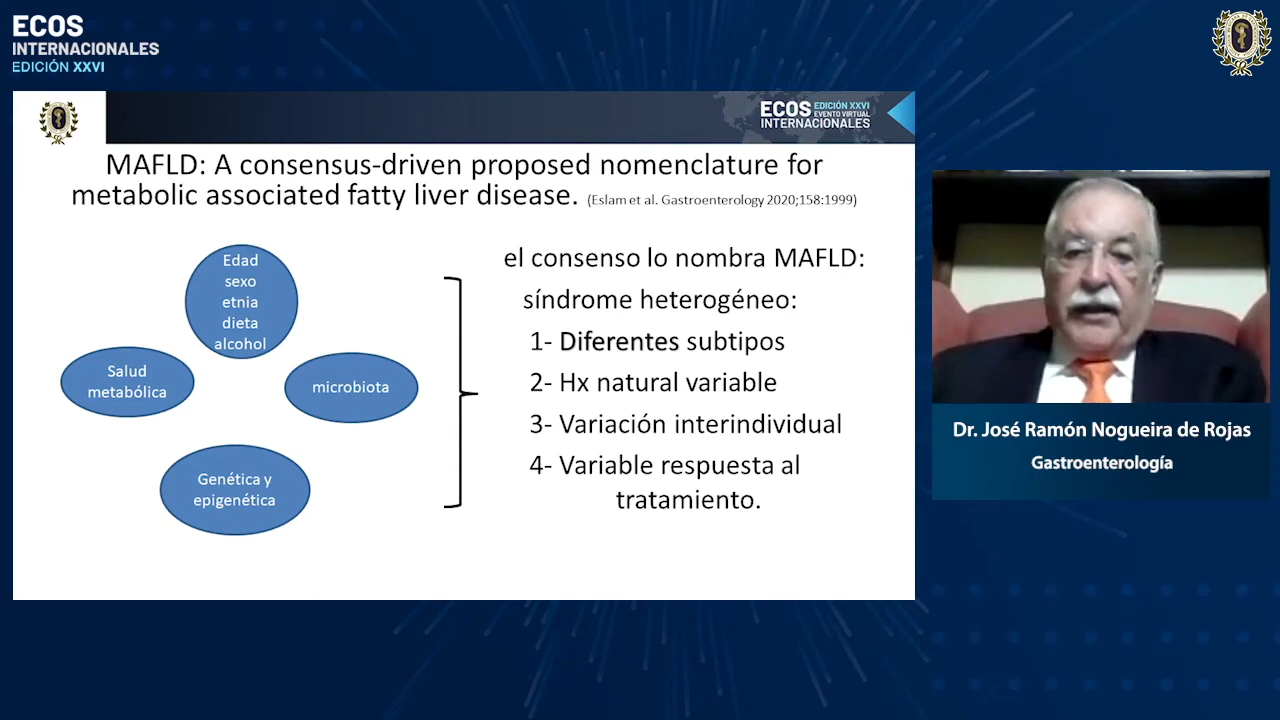 ECOS
INTERNACIONALES
EDICIÓN XXVI
ECOS EDICIÓN XXVI
EVENTO VIRTUAL
INTERNACIONALES
MAFLD: A consensus-driven proposed nomenclature for
metabolic associated fatty liver disease. (Eslam et al. Gastroenterology 2020;158:1999)
Edad
sexo
etnia
dieta
alcohol
Salud
metabólica
microbiota
Genética y
epigenética
el consenso lo nombra MAFLD:
síndrome heterogéneo:
1- Diferentes subtipos
2- Hx natural variable
3- Variación interindividual
4- Variable respuesta al
tratamiento.
Dr. José Ramón Nogueira de Rojas
Gastroenterología